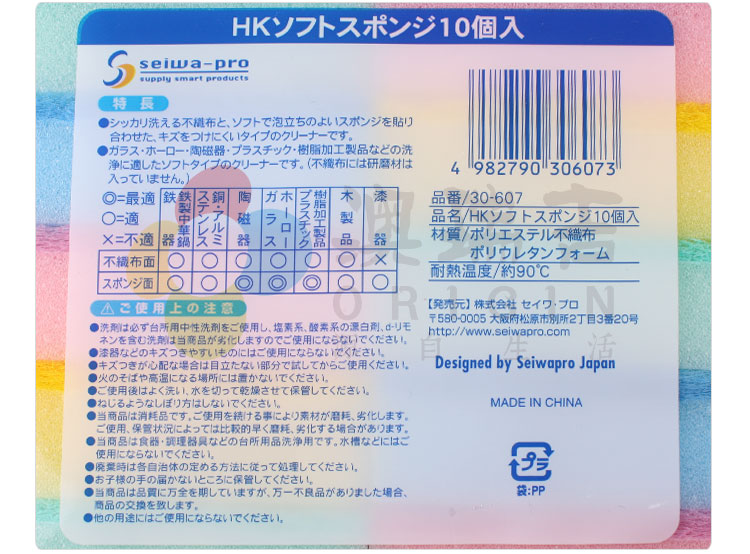 HKソフトスポンジ10個入
seiwa-pro
supply smart products
特長
●シッカリ洗える不織布と、ソフトで泡立ちのよいスポンジを貼り
合わせた、キズをつけにくいタイプのクリーナーです。
●ガラス・ホーロー・陶磁器・プラスチック・樹脂加工製品などの洗
浄に適したソフトタイプのクリーナーです。(不織布には研磨材は
入っていません。)
◎=最適
○=適
×=不適
鉄器
鉄製中華鍋
銅・アルミ ステンレス
陶磁器
ガラス
ホーロー
樹脂加工製品 プラスチック
木製品
漆器
不織布面 ○ ○ ○ ○ ○ ○ ○ ○ ×
スポンジ面 ○ ○ ○ ◎ ◎ ◎ ◎ ○ ○
ご使用上の注意
●洗剤は必ず台所用中性洗剤をご使用し、塩素系、酸素系の漂白剤、d-リモ
ネンを含む洗剤は当商品が劣化しますのでご使用にならないでください。
●漆器などのキズつきやすいものにはご使用にならないでください。
●キズつきが心配な場合は目立たない部分で試してからご使用ください。
●火のそばや高温になる場所には置かないでください。
●ご使用後はよく洗い、水を切って乾燥させて保管してください。
●ねじるようなしぼり方はしないでください。
●当商品は消耗品です。ご使用を続ける事により素材が磨耗、劣化します。
ご使用、保管状況によっては比較的早く磨耗、劣化する場合があります。
●当商品は食器・調理器具などの台所用品洗浄用です。水槽などにはご
使用にならないでください。
●廃棄時は各自治体の定める方法に従って処理してください。
●お子様の手の届かないところに保管してください。
●当商品は品質に万全を期していますが、万一不良品がありました場合、
商品の交換を致します。
●他の用途にはご使用にならないでください。
4 982790 306073
品番/30-607
品名/HKソフトスポンジ10個入
材質/ポリエステル不織布
ポリウレタンフォーム
耐熱温度/約90℃
【発売元】株式会社 セイワ・プロ
〒580-0005 大阪府松原市別所2丁目3番20号
http://www.seiwapro.com
Designed by Seiwapro Japan
MADE IN CHINA
プラ
袋:PP
ORIGIN
自 生 活